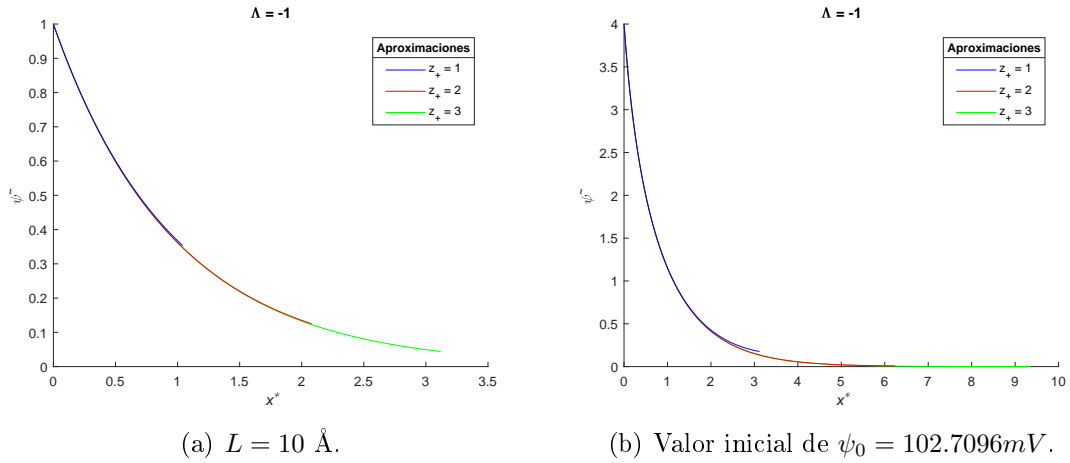 Λ = -1
1
0.9
0.8
0.7
0.6
0.5
0.4
0.3
0.2
0.1
0
ψ~
0 0.5 1 1.5 2 2.5 3 3.5
x*
Aproximaciones
z+ = 1
z+ = 2
z+ = 3
(a) L = 10 Å.
Λ = -1
4
3.5
3
2.5
2
1.5
1
0.5
0
ψ~
0 1 2 3 4 5 6 7 8 9 10
x*
Aproximaciones
z+ = 1
z+ = 2
z+ = 3
(b) Valor inicial de ψ0 = 102.7096mV.